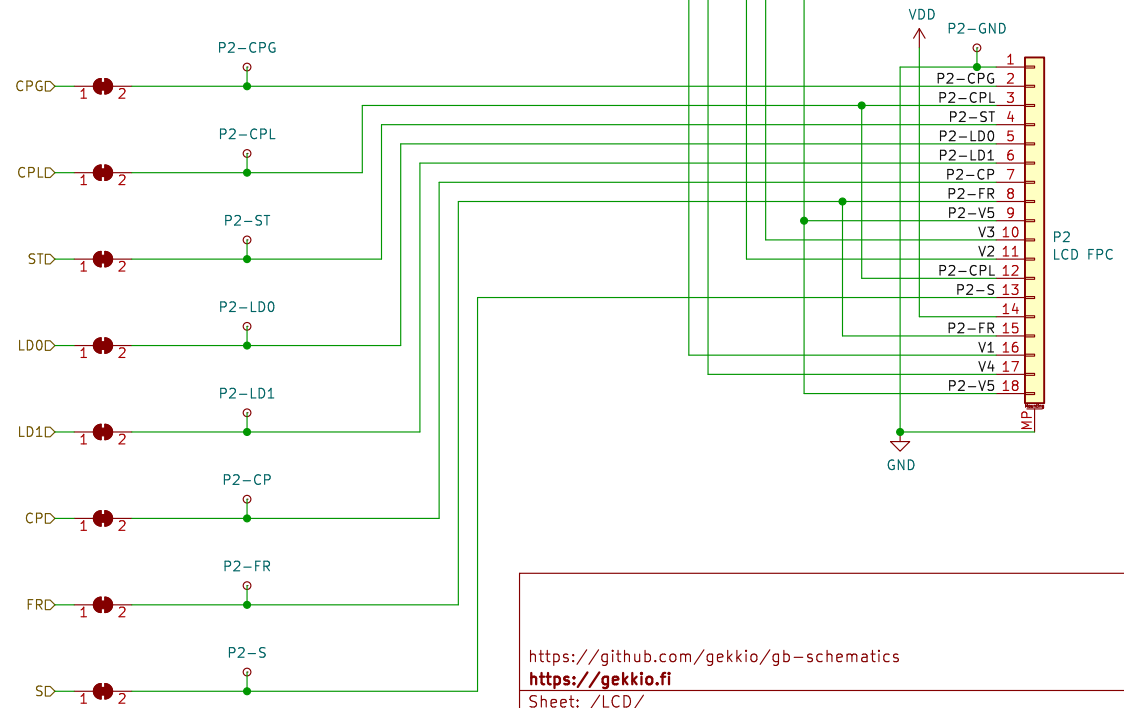 VDD
P2-GND
1
P2-CPG
CPG
1 2
P2-CPG 2
P2-CPL 3
P2-ST 4
P2-CPL
CPL
1 2
P2-LD0 5
P2-LD1 6
P2-CP 7
P2-FR 8
P2-V5 9
V3 10
V2 11
P2-CPL 12
P2-S 13
14
P2-FR 15
V1 16
V4 17
P2-V5 18
P2
LCD FPC
MP
GND
P2-ST
ST
1 2
P2-LD0
LD0
1 2
P2-LD1
LD1
1 2
P2-CP
CP
1 2
P2-FR
FR
1 2
P2-S
S
1 2
https://github.com/gekkio/gb-schematics
https://gekkio.fi
Sheet: /LCD/